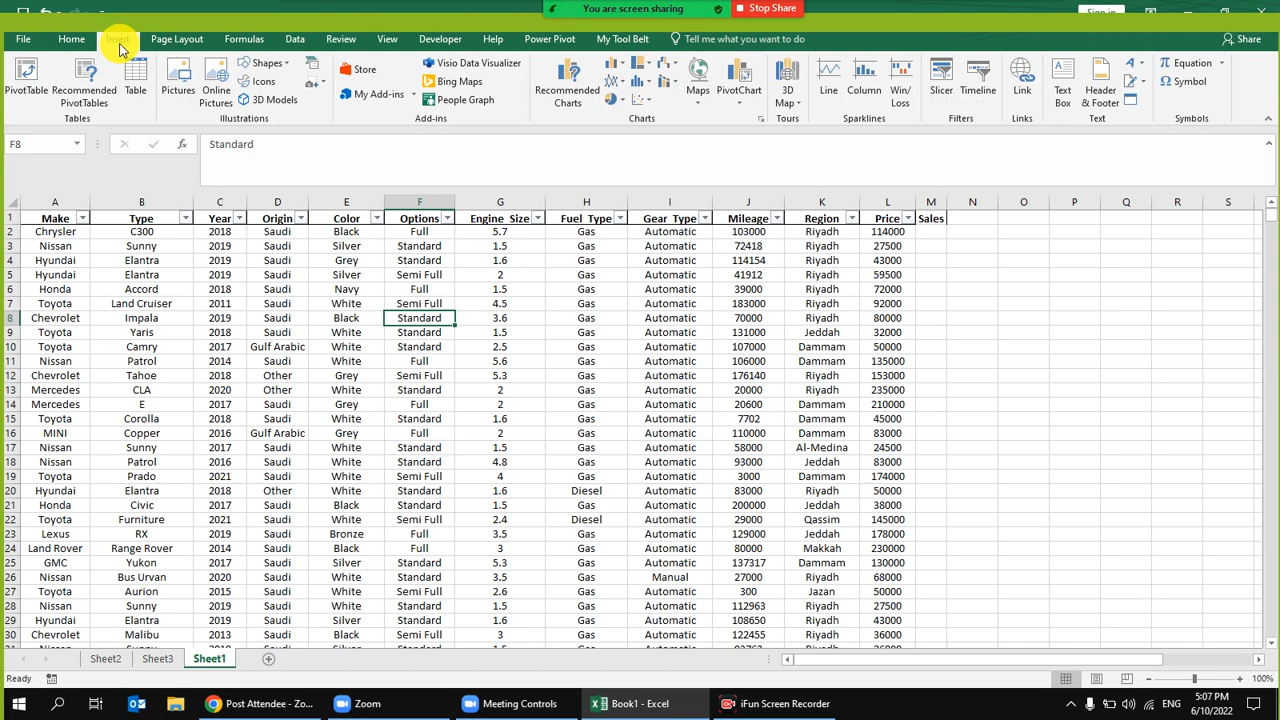 You are screen sharing Stop Share
Sign in
File Home Insert Page Layout Formulas Data Review View Developer Help Power Pivot My Tool Belt Tell me what you want to do Share
PivotTable Recommended PivotTables Table Pictures Online Pictures Shapes Icons 3D Models Store My Add-ins Visio Data Visualizer Bing Maps People Graph Recommended Charts Maps PivotChart 3D Map Line Column Win/Loss Slicer Timeline Link Text Box Header & Footer Equation Symbol
Tables Illustrations Add-ins Charts Tours Sparklines Filters Links Text Symbols
F8 fx Standard
A B C D E F G H I J K L M N O P Q R S
1 Make Type Year Origin Color Options Engine_Size Fuel_Type Gear_Type Mileage Region Price Sales
2 Chrysler C300 2018 Saudi Black Full 5.7 Gas Automatic 103000 Riyadh 114000
3 Nissan Sunny 2019 Saudi Silver Standard 1.5 Gas Automatic 72418 Riyadh 27500
4 Hyundai Elantra 2019 Saudi Grey Standard 1.6 Gas Automatic 114154 Riyadh 43000
5 Hyundai Elantra 2019 Saudi Silver Semi Full 2 Gas Automatic 41912 Riyadh 59500
6 Honda Accord 2018 Saudi Navy Full 1.5 Gas Automatic 39000 Riyadh 72000
7 Toyota Land Cruiser 2011 Saudi White Semi Full 4.5 Gas Automatic 183000 Riyadh 92000
8 Chevrolet Impala 2019 Saudi Black Standard 3.6 Gas Automatic 70000 Riyadh 80000
9 Toyota Yaris 2018 Saudi White Standard 1.5 Gas Automatic 131000 Jeddah 32000
10 Toyota Camry 2017 Gulf Arabic White Standard 2.5 Gas Automatic 107000 Dammam 50000
11 Nissan Patrol 2014 Saudi White Full 5.6 Gas Automatic 106000 Dammam 135000
12 Chevrolet Tahoe 2018 Other Grey Semi Full 5.3 Gas Automatic 176140 Riyadh 153000
13 Mercedes CLA 2020 Other White Standard 2 Gas Automatic 20000 Riyadh 235000
14 Mercedes E 2017 Saudi Grey Full 2 Gas Automatic 20600 Dammam 210000
15 Toyota Corolla 2018 Saudi White Standard 1.6 Gas Automatic 7702 Dammam 45000
16 MINI Copper 2016 Gulf Arabic Grey Full 2 Gas Automatic 110000 Dammam 83000
17 Nissan Sunny 2019 Saudi White Standard 1.5 Gas Automatic 58000 Al-Medina 24500
18 Nissan Patrol 2016 Saudi White Standard 4.8 Gas Automatic 93000 Jeddah 83000
19 Toyota Prado 2021 Saudi White Semi Full 4 Gas Automatic 3000 Dammam 174000
20 Hyundai Elantra 2018 Other White Standard 1.6 Diesel Automatic 83000 Riyadh 50000
21 Honda Civic 2017 Saudi Black Standard 1.5 Gas Automatic 200000 Jeddah 38000
22 Toyota Furniture 2021 Saudi White Semi Full 2.4 Diesel Automatic 29000 Qassim 145000
23 Lexus RX 2019 Saudi Bronze Full 3.5 Gas Automatic 129000 Jeddah 178000
24 Land Rover Range Rover 2014 Saudi Black Full 3 Gas Automatic 80000 Makkah 230000
25 GMC Yukon 2017 Saudi Silver Standard 5.3 Gas Automatic 137317 Dammam 130000
26 Nissan Bus Urvan 2020 Saudi White Standard 3.5 Gas Manual 27000 Riyadh 68000
27 Toyota Aurion 2015 Saudi White Semi Full 2.6 Gas Automatic 300 Jazan 50000
28 Nissan Sunny 2019 Saudi White Standard 1.5 Gas Automatic 112963 Riyadh 27500
29 Hyundai Elantra 2019 Saudi Silver Standard 1.6 Gas Automatic 108650 Riyadh 43000
30 Chevrolet Malibu 2013 Saudi Black Semi Full 3 Gas Automatic 122455 Riyadh 36000
Sheet2 Sheet3 Sheet1
Ready 100%
Post Attendee - Zo... Zoom Meeting Controls Book1 - Excel iFun Screen Recorder ENG 5:07 PM
6/10/2022